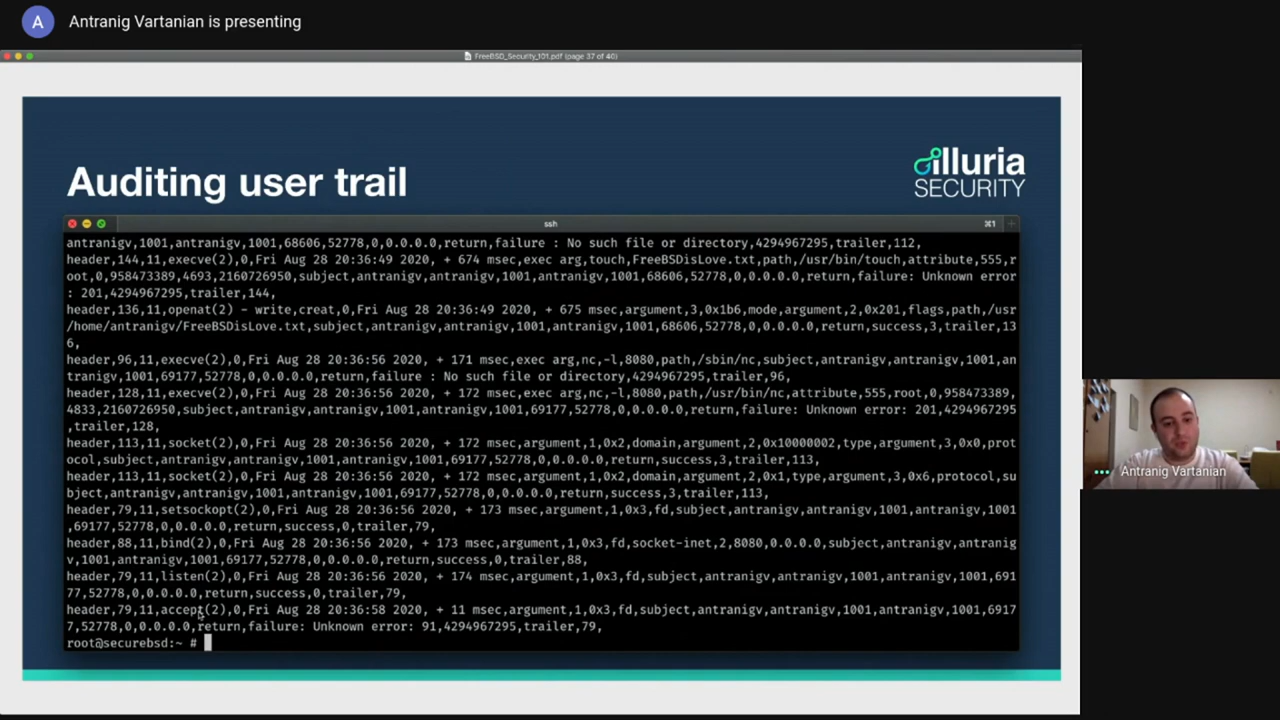 A
Antranig Vartanian is presenting
FreeBSD_Security_101.pdf (page 37 of 40)
Auditing user trail
illuria
SECURITY
ssh
⌘1
antranigv,1001,antranigv,1001,68606,52778,0,0.0.0.0,return,failure : No such file or directory,4294967295,trailer,112,
header,144,11,execve(2),0,Fri Aug 28 20:36:49 2020, + 674 msec,exec arg,touch,FreeBSDisLove.txt,path,/usr/bin/touch,attribute,555,r
oot,0,958473389,4693,2160726950,subject,antranigv,antranigv,1001,antranigv,1001,68606,52778,0,0.0.0.0,return,failure: Unknown error
: 201,4294967295,trailer,144,
header,136,11,openat(2) - write,creat,0,Fri Aug 28 20:36:49 2020, + 675 msec,argument,3,0x1b6,mode,argument,2,0x201,flags,path,/usr
/home/antranigv/FreeBSDisLove.txt,subject,antranigv,antranigv,1001,antranigv,1001,68606,52778,0,0.0.0.0,return,success,3,trailer,13
6,
header,96,11,execve(2),0,Fri Aug 28 20:36:56 2020, + 171 msec,exec arg,nc,-l,8080,path,/sbin/nc,subject,antranigv,antranigv,1001,an
tranigv,1001,69177,52778,0,0.0.0.0,return,failure : No such file or directory,4294967295,trailer,96,
header,128,11,execve(2),0,Fri Aug 28 20:36:56 2020, + 172 msec,exec arg,nc,-l,8080,path,/usr/bin/nc,attribute,555,root,0,958473389,
4833,2160726950,subject,antranigv,antranigv,1001,antranigv,1001,69177,52778,0,0.0.0.0,return,failure: Unknown error: 201,4294967295
,trailer,128,
header,113,11,socket(2),0,Fri Aug 28 20:36:56 2020, + 172 msec,argument,1,0x2,domain,argument,2,0x10000002,type,argument,3,0x0,prot
ocol,subject,antranigv,antranigv,1001,antranigv,1001,69177,52778,0,0.0.0.0,return,success,3,trailer,113,
header,113,11,socket(2),0,Fri Aug 28 20:36:56 2020, + 172 msec,argument,1,0x2,domain,argument,2,0x1,type,argument,3,0x6,protocol,su
bject,antranigv,antranigv,1001,antranigv,1001,69177,52778,0,0.0.0.0,return,success,3,trailer,113,
header,79,11,setsockopt(2),0,Fri Aug 28 20:36:56 2020, + 173 msec,argument,1,0x3,fd,subject,antranigv,antranigv,1001,antranigv,1001
,69177,52778,0,0.0.0.0,return,success,0,trailer,79,
header,88,11,bind(2),0,Fri Aug 28 20:36:56 2020, + 173 msec,argument,1,0x3,fd,socket-inet,2,8080,0.0.0.0,subject,antranigv,antranig
v,1001,antranigv,1001,69177,52778,0,0.0.0.0,return,success,0,trailer,88,
header,79,11,listen(2),0,Fri Aug 28 20:36:56 2020, + 174 msec,argument,1,0x3,fd,subject,antranigv,antranigv,1001,antranigv,1001,691
77,52778,0,0.0.0.0,return,success,0,trailer,79,
header,79,11,accept(2),0,Fri Aug 28 20:36:58 2020, + 11 msec,argument,1,0x3,fd,subject,antranigv,antranigv,1001,antranigv,1001,6917
7,52778,0,0.0.0.0,return,failure: Unknown error: 91,4294967295,trailer,79,
root@securebsd:~ #
Antranig Vartanian